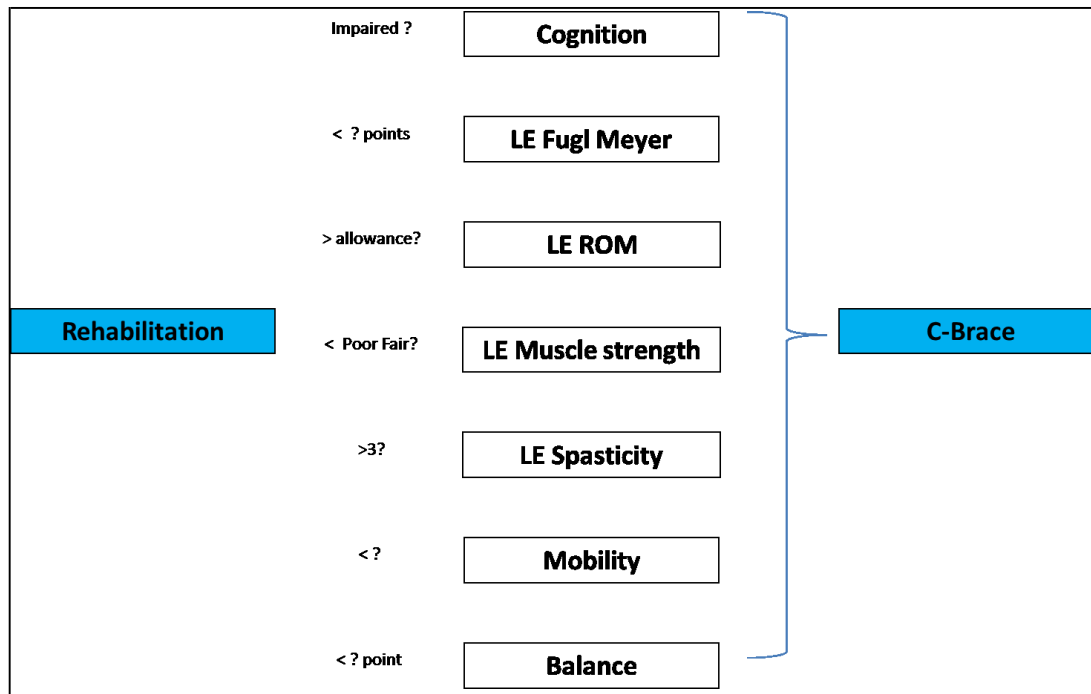 Impaired ? Cognition
< ? points LE Fugl Meyer
> allowance? LE ROM
Rehabilitation < Poor Fair? LE Muscle strength C-Brace
>3? LE Spasticity
< ? Mobility
< ? point Balance